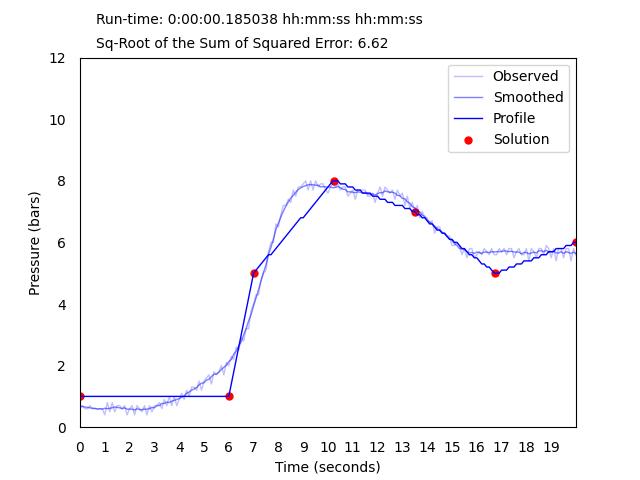 Run-time: 0:00:00.185038 hh:mm:ss hh:mm:ss
Sq-Root of the Sum of Squared Error: 6.62
Observed
Smoothed
Profile
Solution
Pressure (bars)
12
10
8
6
4
2
0
0 1 2 3 4 5 6 7 8 9 10 11 12 13 14 15 16 17 18 19
Time (seconds)